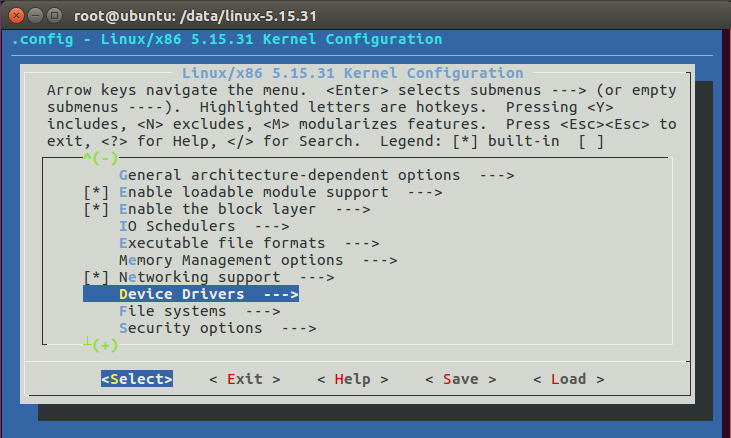 root@ubuntu: /data/linux-5.15.31
.config - Linux/x86 5.15.31 Kernel Configuration
Linux/x86 5.15.31 Kernel Configuration
Arrow keys navigate the menu.  <Enter> selects submenus ---> (or empty
submenus ----).  Highlighted letters are hotkeys.  Pressing <Y>
includes, <N> excludes, <M> modularizes features.  Press <Esc><Esc> to
exit, <?> for Help, </> for Search.  Legend: [*] built-in  [ ]
^(-)
General architecture-dependent options  --->
[*] Enable loadable module support  --->
[*] Enable the block layer  --->
IO Schedulers  --->
Executable file formats  --->
Memory Management options  --->
[*] Networking support  --->
Device Drivers  --->
File systems  --->
Security options  --->
┴(+)
<Select>    < Exit >    < Help >    < Save >    < Load >